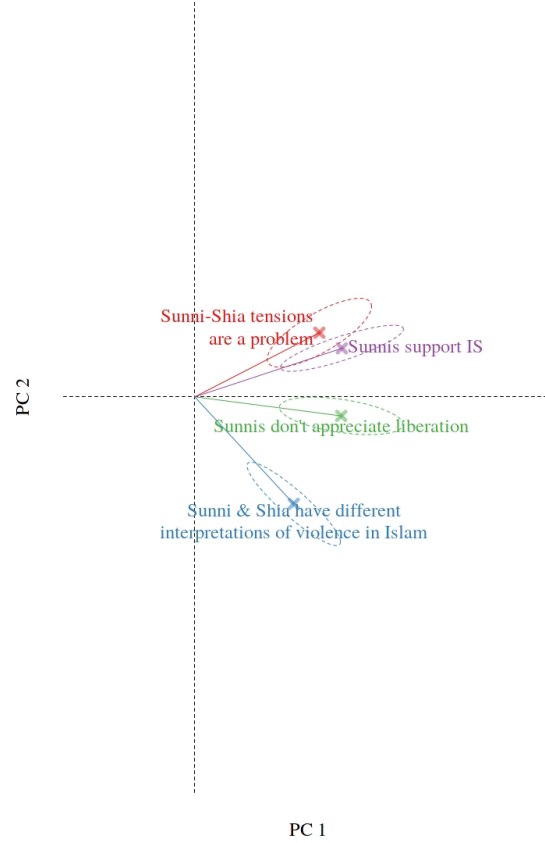 Sunni-Shia tensions
are a problem
Sunnis support IS
PC 2
Sunnis don't appreciate liberation
Sunni & Shia have different
interpretations of violence in Islam
PC 1